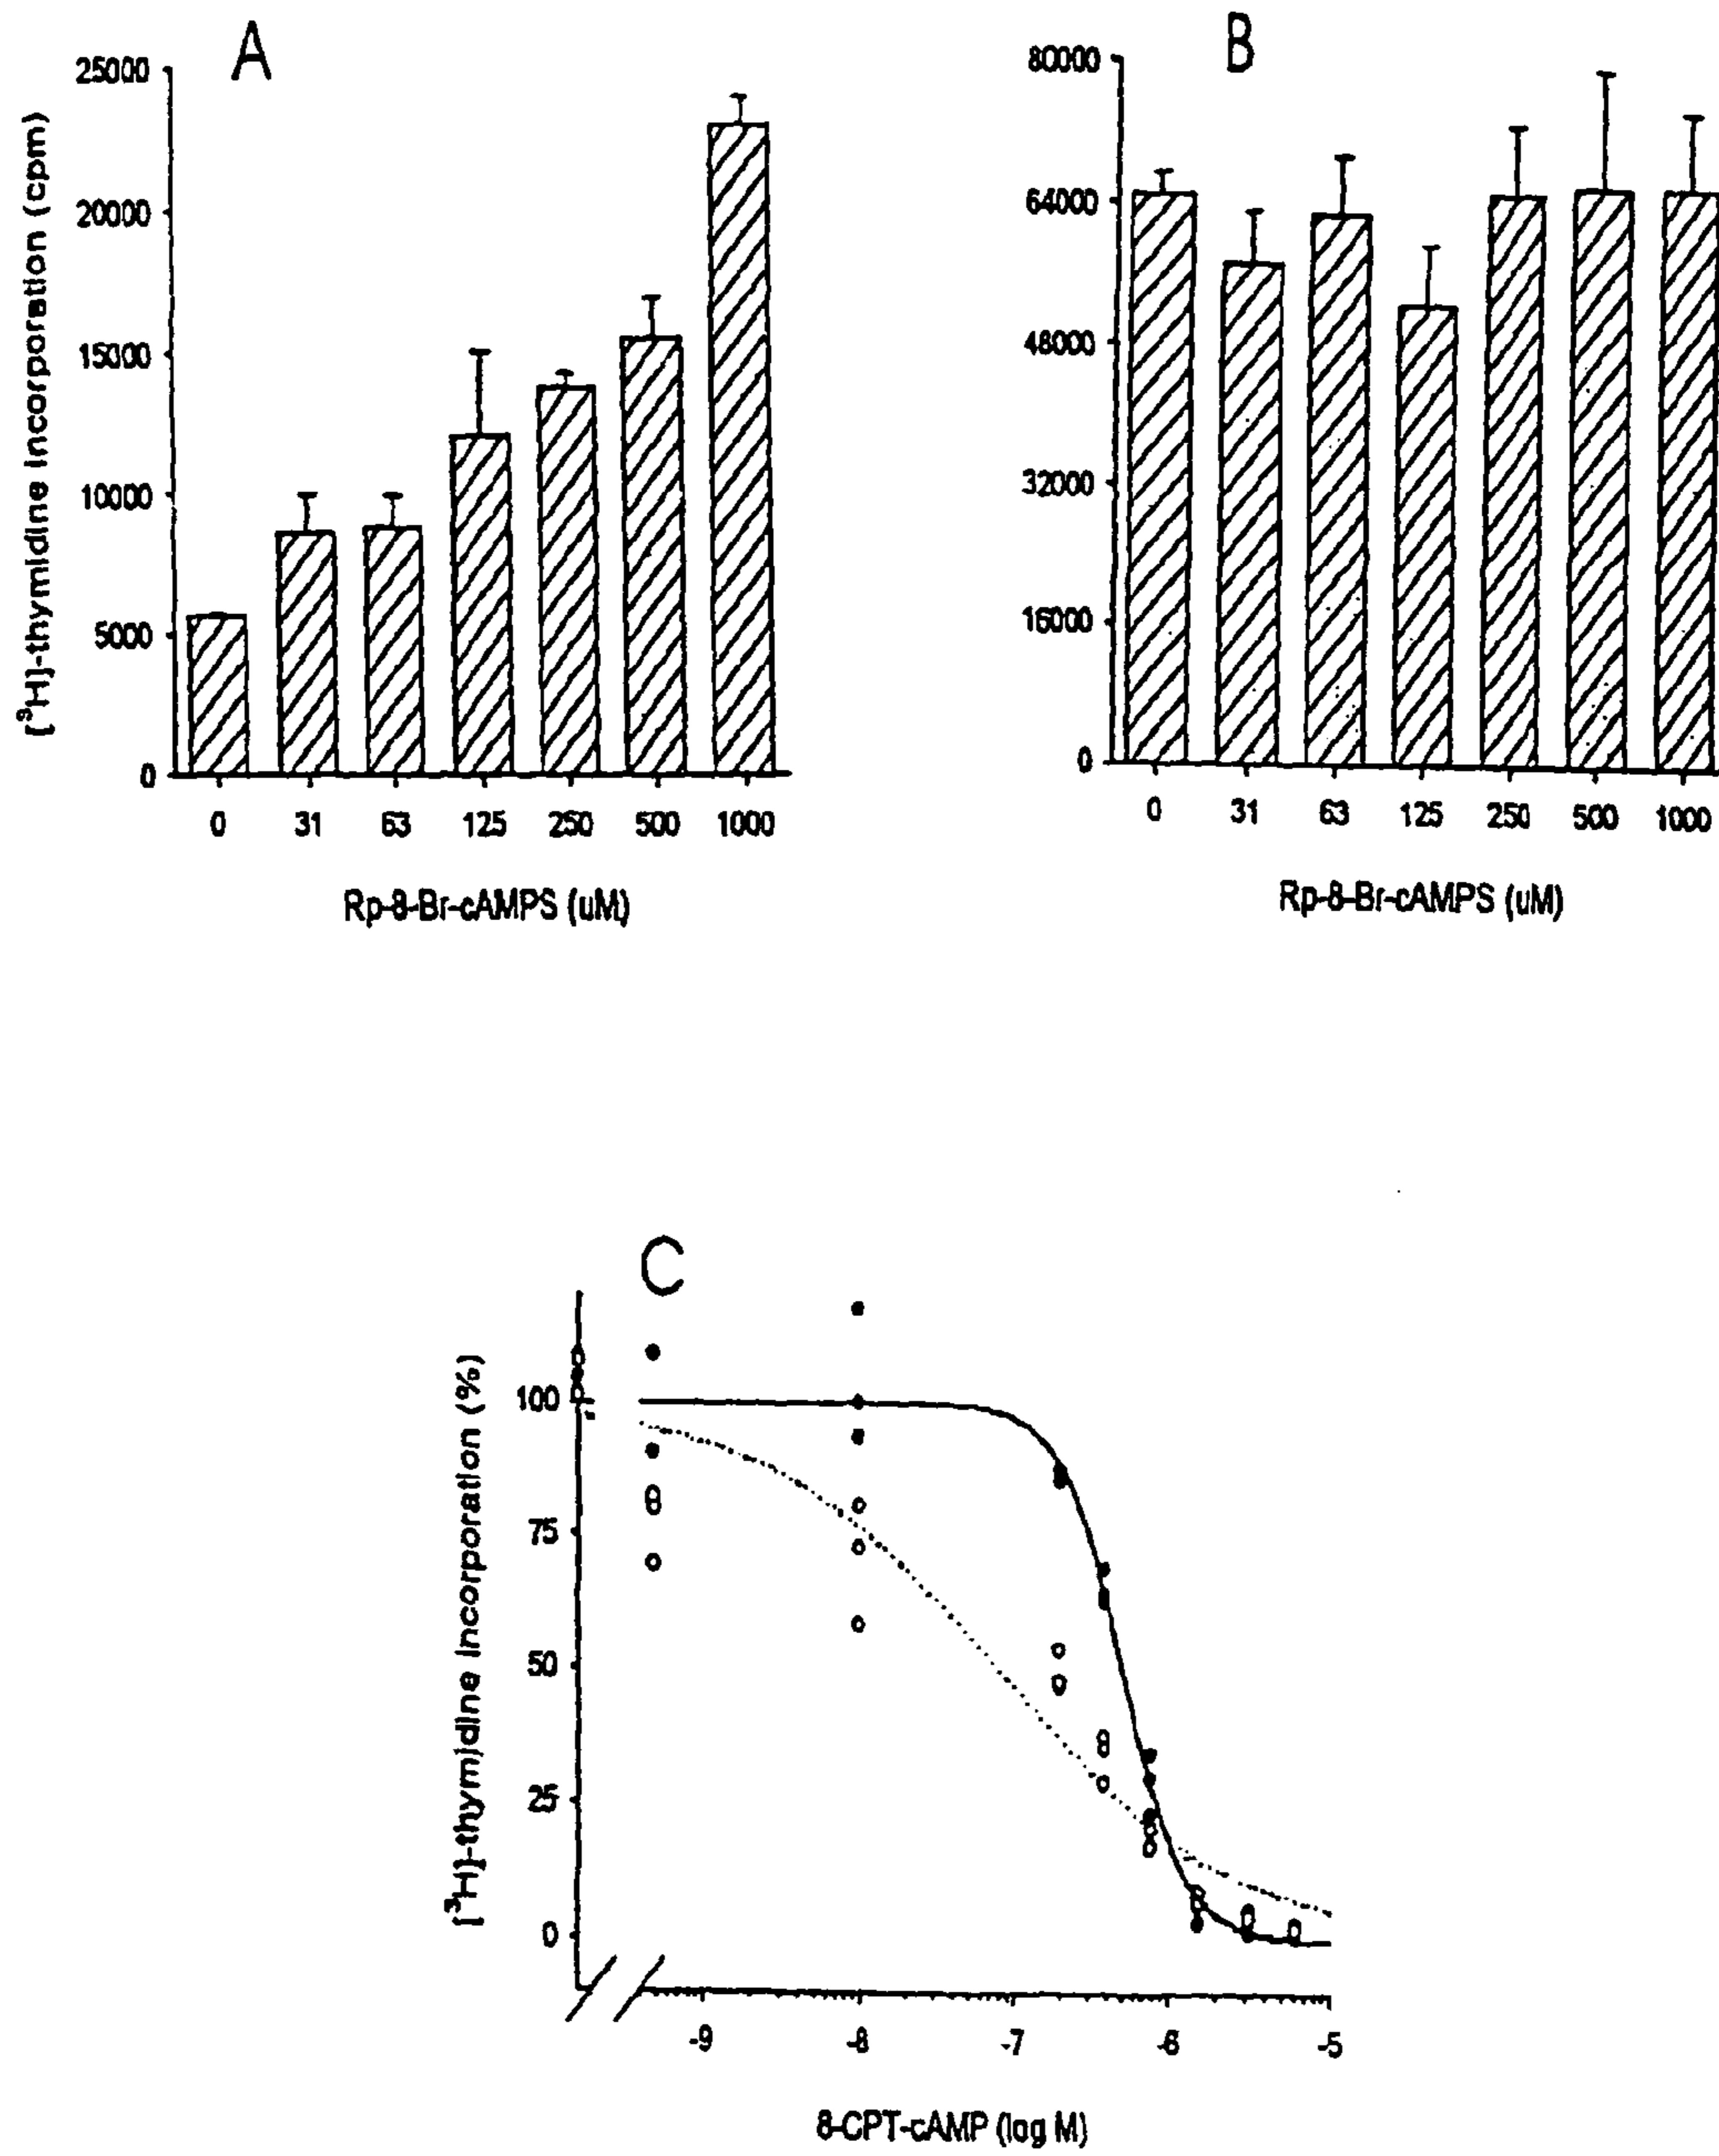 A
[³H]-thymidine incorporation (cpm)
25000
20000
15000
10000
5000
0
0 31 63 125 250 500 1000
Rp-8-Br-cAMPS (uM)
B
80000
64000
48000
32000
16000
0
0 31 63 125 250 500 1000
Rp-8-Br-cAMPS (uM)
C
[³H]-thymidine incorporation (%)
100
75
50
25
0
-9 -8 -7 -6 -5
8-CPT-cAMP (log M)